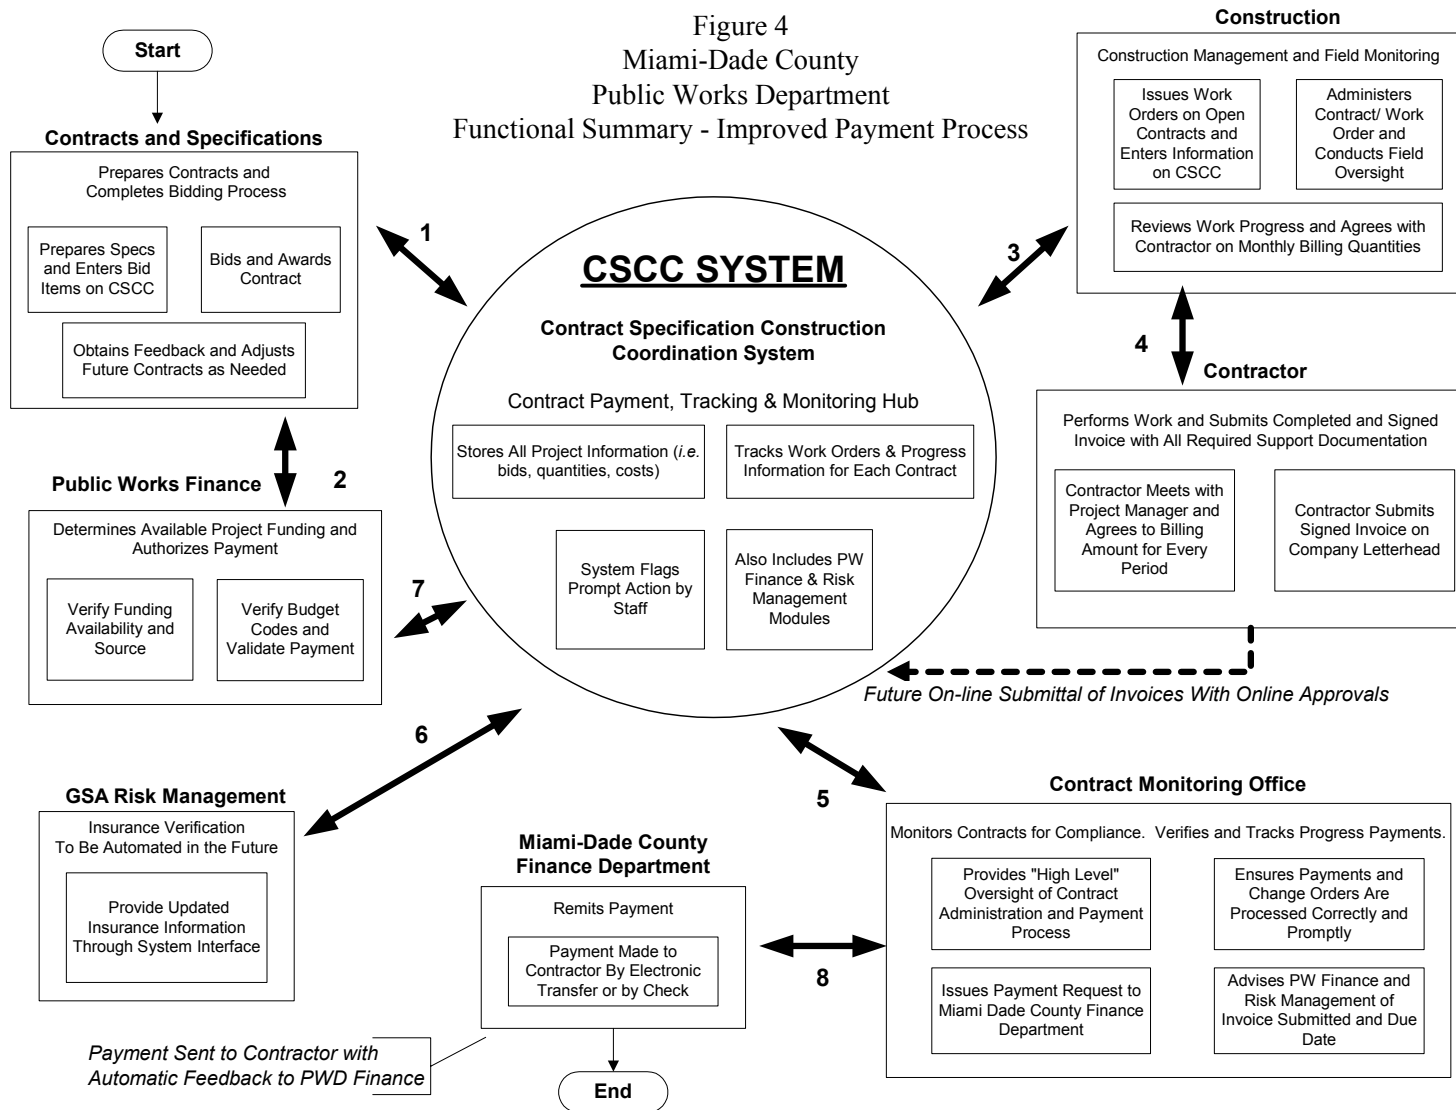 Figure 4
Miami-Dade County
Public Works Department
Functional Summary - Improved Payment Process
Start
Contracts and Specifications
Prepares Contracts and
Completes Bidding Process
Prepares Specs
and Enters Bid
Items on CSCC
Bids and Awards
Contract
Obtains Feedback and Adjusts
Future Contracts as Needed
1
2
Public Works Finance
Determines Available Project Funding and
Authorizes Payment
Verify Funding
Availability and
Source
Verify Budget
Codes and
Validate Payment
7
CSCC SYSTEM
Contract Specification Construction
Coordination System
Contract Payment, Tracking & Monitoring Hub
Stores All Project Information (i.e.
bids, quantities, costs)
Tracks Work Orders & Progress
Information for Each Contract
System Flags
Prompt Action by
Staff
Also Includes PW
Finance & Risk
Management
Modules
Construction
Construction Management and Field Monitoring
Issues Work
Orders on Open
Contracts and
Enters Information
on CSCC
Administers
Contract/ Work
Order and
Conducts Field
Oversight
Reviews Work Progress and Agrees with
Contractor on Monthly Billing Quantities
3
4
Contractor
Performs Work and Submits Completed and Signed
Invoice with All Required Support Documentation
Contractor Meets with
Project Manager and
Agrees to Billing
Amount for Every
Period
Contractor Submits
Signed Invoice on
Company Letterhead
Future On-line Submittal of Invoices With Online Approvals
6
GSA Risk Management
Insurance Verification
To Be Automated in the Future
Provide Updated
Insurance Information
Through System Interface
5
Contract Monitoring Office
Monitors Contracts for Compliance. Verifies and Tracks Progress Payments.
Provides "High Level"
Oversight of Contract
Administration and Payment
Process
Ensures Payments and
Change Orders Are
Processed Correctly and
Promptly
Issues Payment Request to
Miami Dade County Finance
Department
Advises PW Finance and
Risk Management of
Invoice Submitted and Due
Date
8
Miami-Dade County
Finance Department
Remits Payment
Payment Made to
Contractor By Electronic
Transfer or by Check
Payment Sent to Contractor with
Automatic Feedback to PWD Finance
End